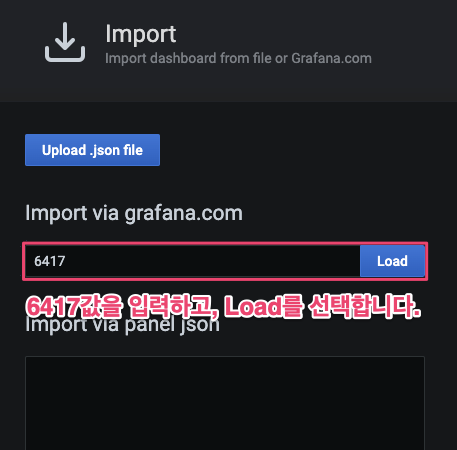 Import
Import dashboard from file or Grafana.com
Upload .json file
Import via grafana.com
6417
Load
6417값을 입력하고, Load를 선택합니다.
Import via panel json